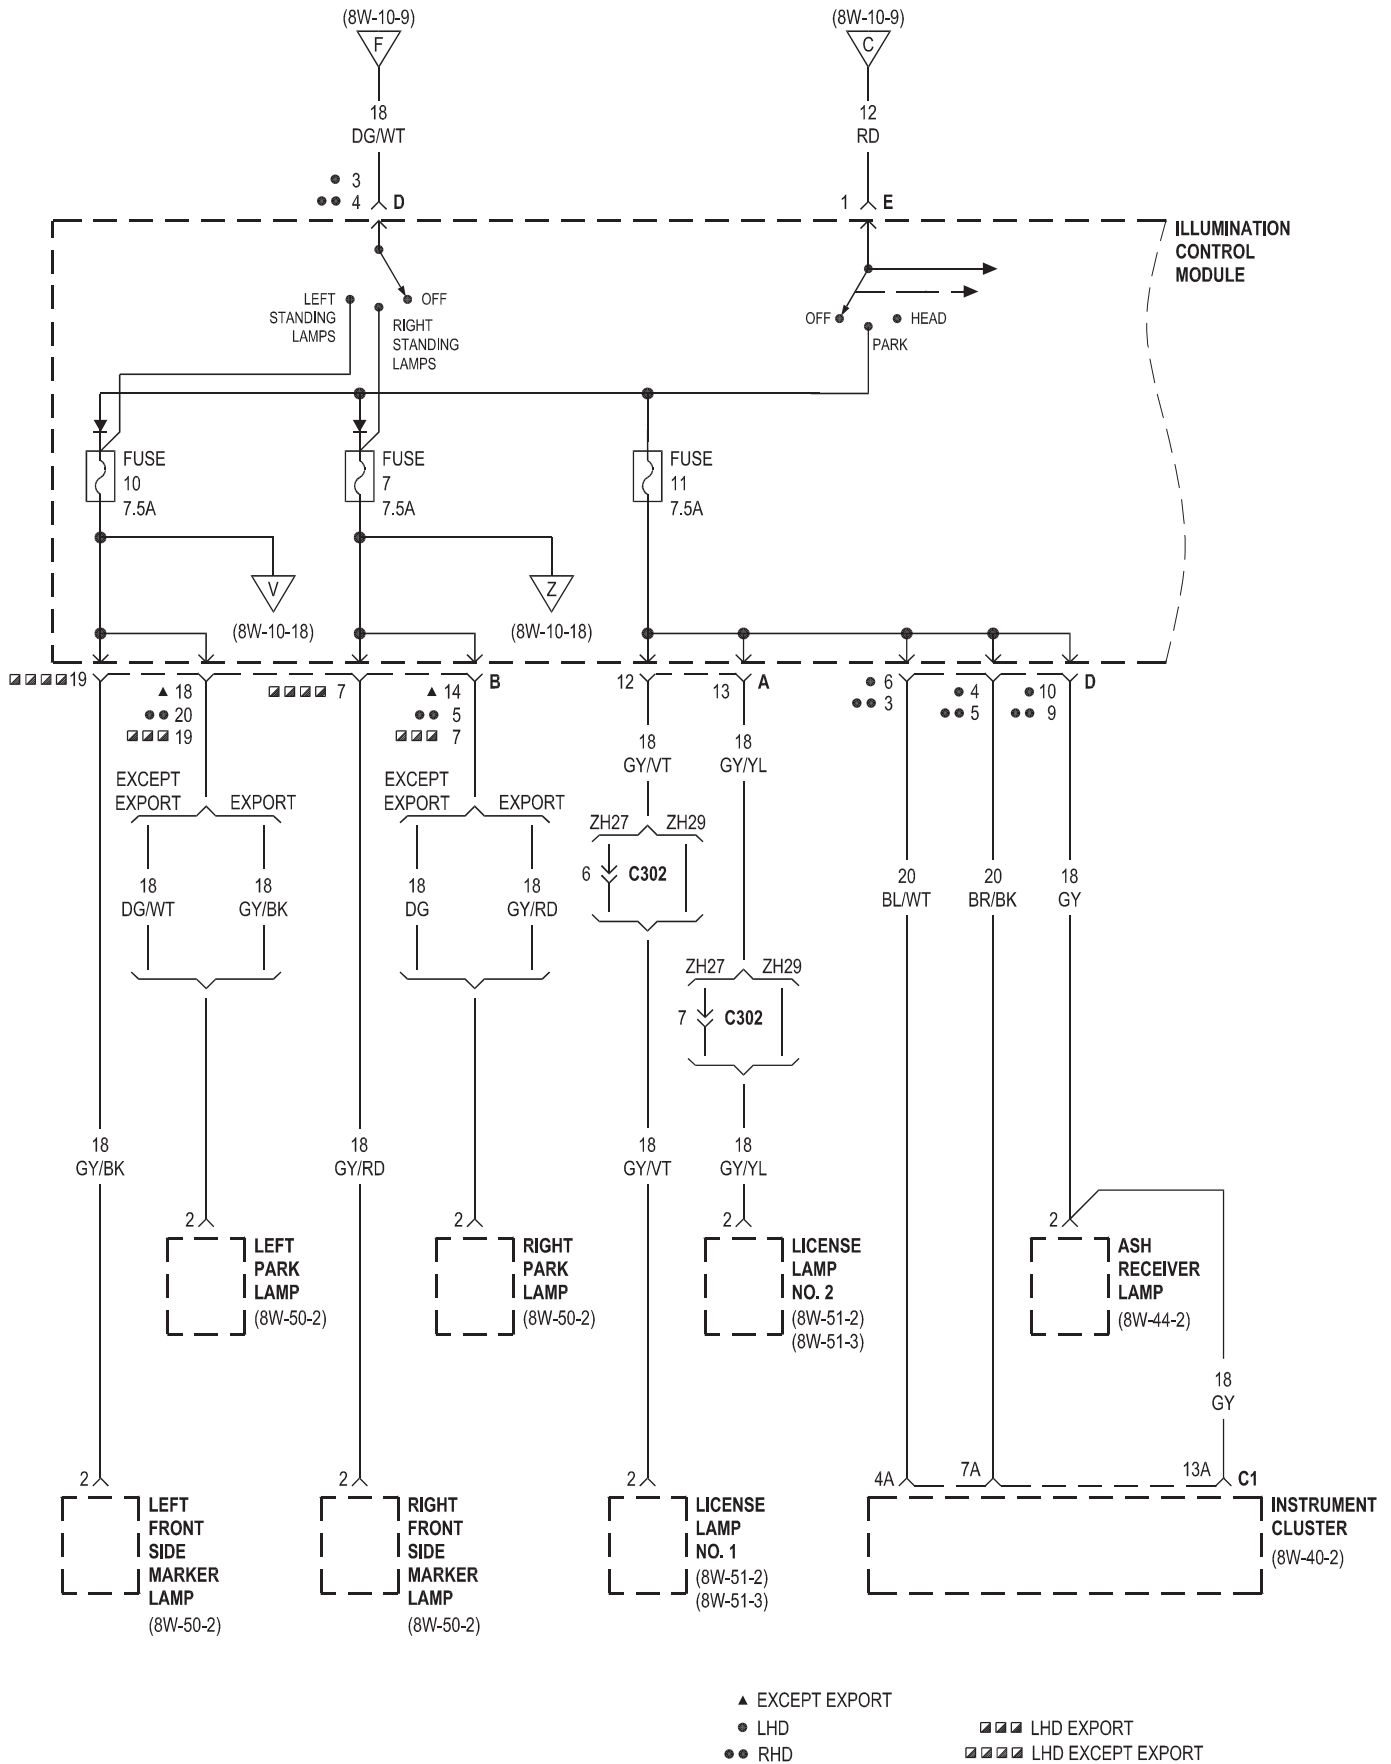 (8W-10-9) (8W-10-9)
F C
18 12
DG/WT RD
3
4 D 1 E
ILLUMINATION
CONTROL
MODULE
LEFT
STANDING
LAMPS
OFF
RIGHT
STANDING
LAMPS
OFF HEAD
PARK
FUSE
10
7.5A
FUSE
7
7.5A
FUSE
11
7.5A
V Z
(8W-10-18) (8W-10-18)
19 ▲ 18 7 ▲ 14 B 12 13 A 6 4 10 D
20 5 3 5 9
19 7
18
GY/VT
18
GY/YL
EXCEPT
EXPORT EXPORT
EXCEPT
EXPORT EXPORT
ZH27 ZH29
6 C302
18
DG/WT
18
GY/BK
18
DG
18
GY/RD
20
BL/WT
20
BR/BK
18
GY
ZH27 ZH29
7 C302
18
GY/BK
18
GY/RD
18
GY/VT
18
GY/YL
2 2 2 2
LEFT
PARK
LAMP
(8W-50-2)
RIGHT
PARK
LAMP
(8W-50-2)
LICENSE
LAMP
NO. 2
(8W-51-2)
(8W-51-3)
ASH
RECEIVER
LAMP
(8W-44-2)
18
GY
2 2 2 4A 7A 13A C1
LEFT
FRONT
SIDE
MARKER
LAMP
(8W-50-2)
RIGHT
FRONT
SIDE
MARKER
LAMP
(8W-50-2)
LICENSE
LAMP
NO. 1
(8W-51-2)
(8W-51-3)
INSTRUMENT
CLUSTER
(8W-40-2)
▲ EXCEPT EXPORT
● LHD LHD EXPORT
●● RHD LHD EXCEPT EXPORT